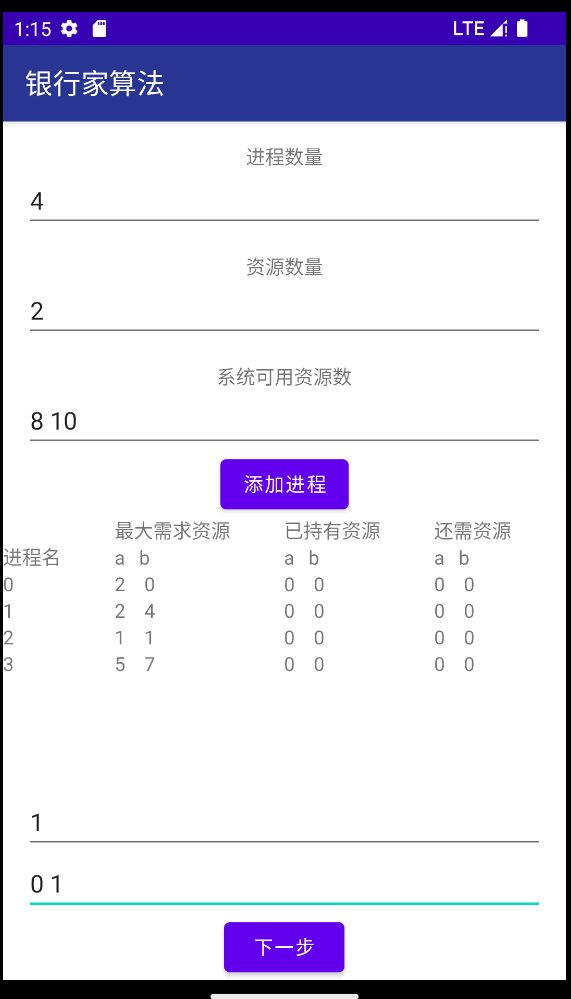 1:15 LTE
银行家算法
进程数量
4
资源数量
2
系统可用资源数
8 10
添加进程
最大需求资源 已持有资源 还需资源
进程名 a b a b a b
0 2 0 0 0 0 0
1 2 4 0 0 0 0
2 1 1 0 0 0 0
3 5 7 0 0 0 0
1
0 1
下一步